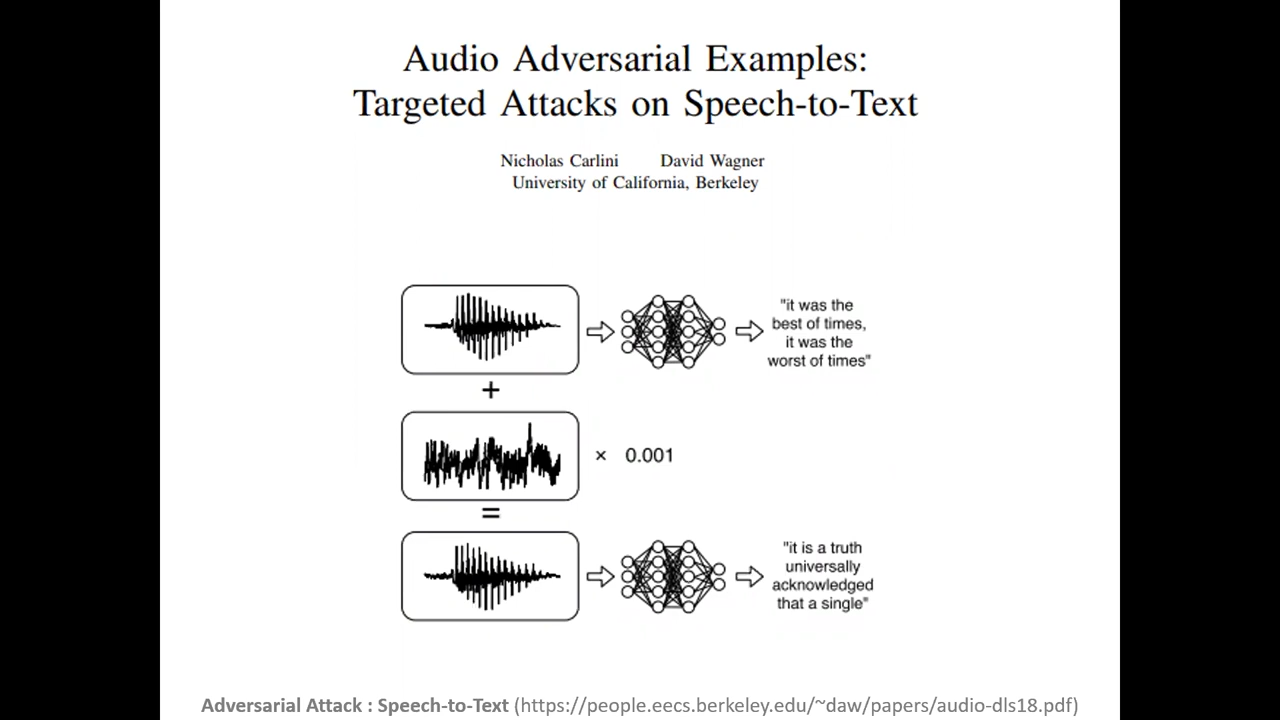 Audio Adversarial Examples:
Targeted Attacks on Speech-to-Text
Nicholas Carlini David Wagner
University of California, Berkeley
"it was the
best of times,
it was the
worst of times"
+
× 0.001
=
"it is a truth
universally
acknowledged
that a single"
Adversarial Attack : Speech-to-Text (https://people.eecs.berkeley.edu/~daw/papers/audio-dls18.pdf)